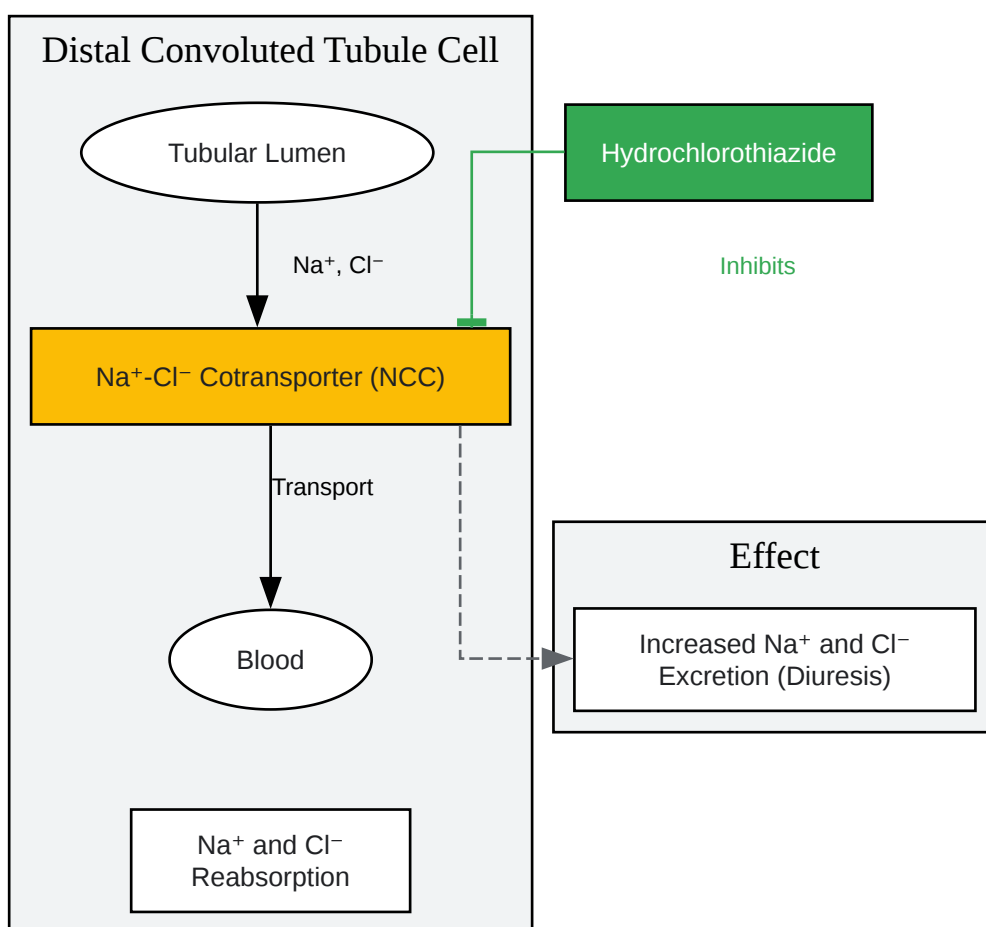 Distal Convoluted Tubule Cell
Tubular Lumen
Hydrochlorothiazide
Na⁺, Cl⁻
Inhibits
Na⁺-Cl⁻ Cotransporter (NCC)
Transport
Effect
Increased Na⁺ and Cl⁻
Excretion (Diuresis)
Blood
Na⁺ and Cl⁻
Reabsorption